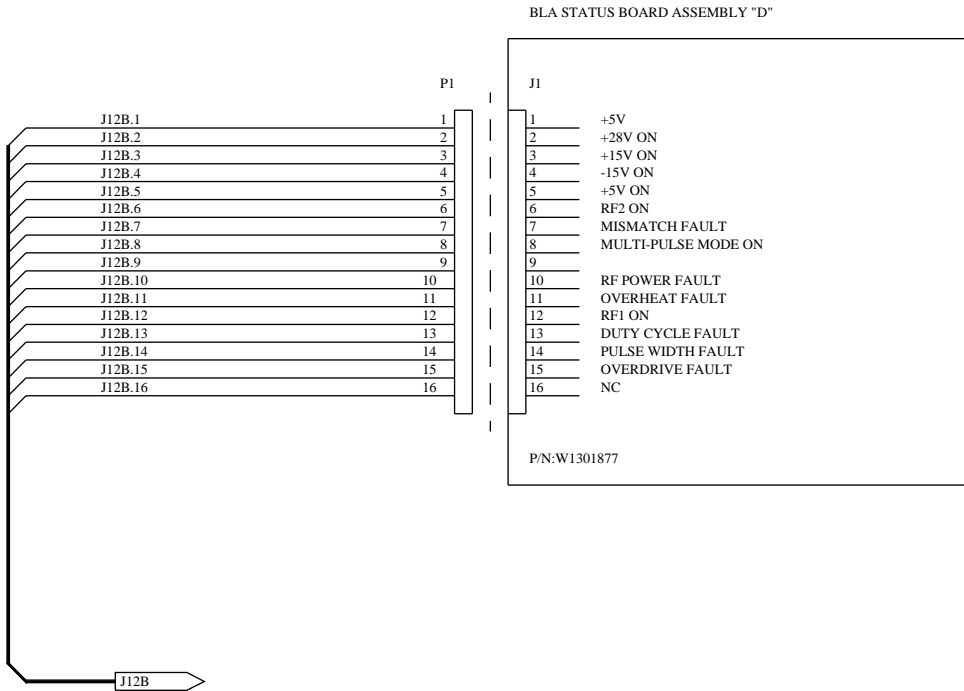 BLA STATUS BOARD ASSEMBLY "D"
P1 J1
J12B.1 1 1 +5V
J12B.2 2 2 +28V ON
J12B.3 3 3 +15V ON
J12B.4 4 4 -15V ON
J12B.5 5 5 +5V ON
J12B.6 6 6 RF2 ON
J12B.7 7 7 MISMATCH FAULT
J12B.8 8 8 MULTI-PULSE MODE ON
J12B.9 9 9
J12B.10 10 10 RF POWER FAULT
J12B.11 11 11 OVERHEAT FAULT
J12B.12 12 12 RF1 ON
J12B.13 13 13 DUTY CYCLE FAULT
J12B.14 14 14 PULSE WIDTH FAULT
J12B.15 15 15 OVERDRIVE FAULT
J12B.16 16 16 NC
P/N:W1301877
J12B